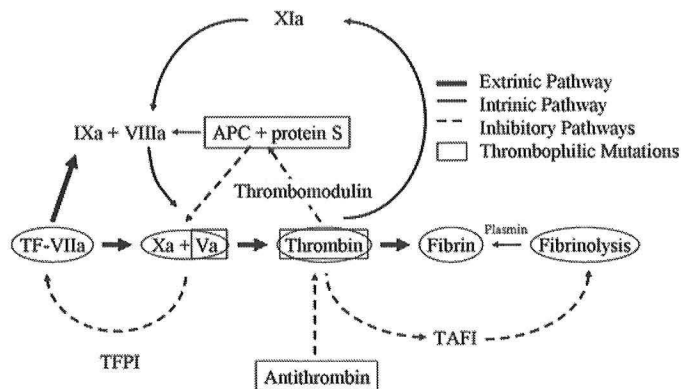 XIa
Extrinic Pathway
Intrinic Pathway
Inhibitory Pathways
Thrombophilic Mutations
IXa + VIIIa
APC + protein S
Thrombomodulin
TF-VIIa
Xa + Va
Thrombin
Fibrin
Plasmin
Fibrinolysis
TFPI
TAFI
Antithrombin